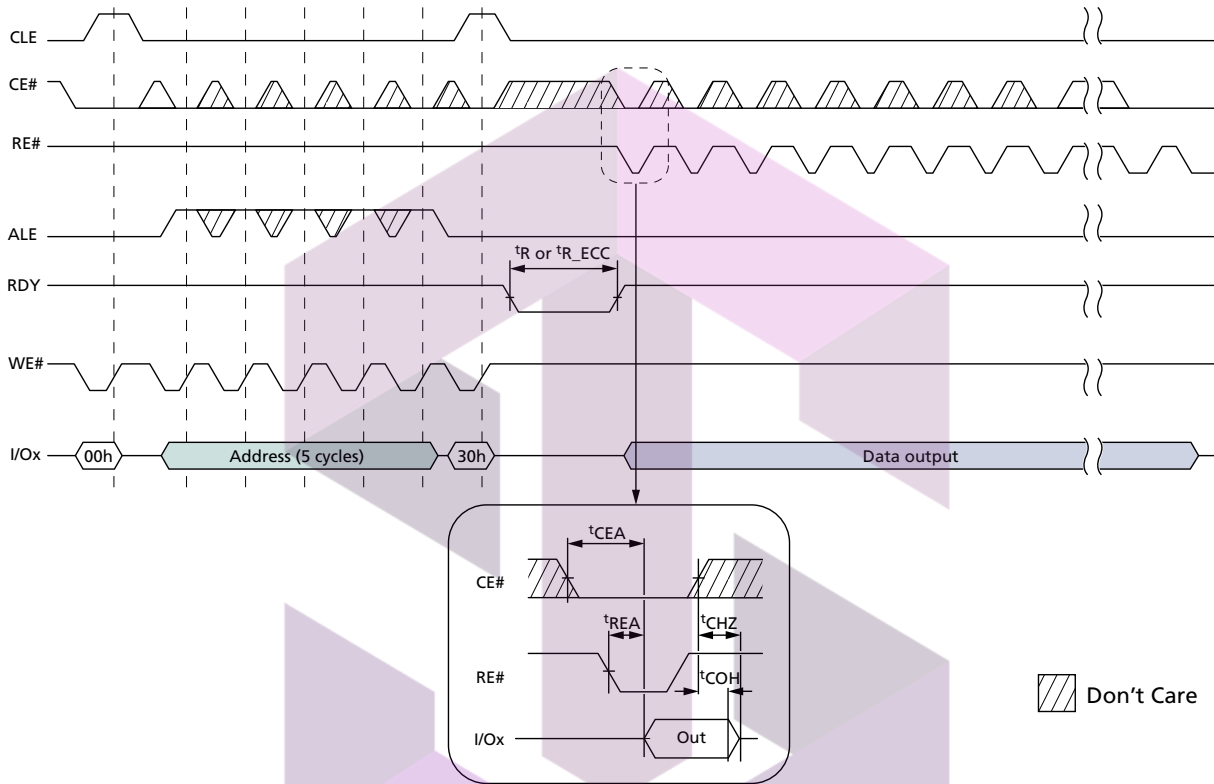 CLE
CE#
RE#
ALE
tR or tR_ECC
RDY
WE#
I/Ox 00h Address (5 cycles) 30h Data output
tCEA
CE#
tREA tCHZ
RE#
tCOH
I/Ox Out
Don't Care